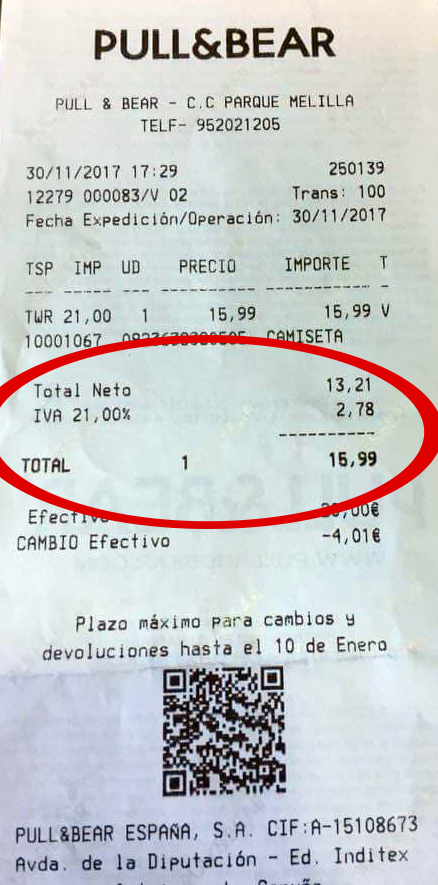 PULL&BEAR
PULL & BEAR - C.C PARQUE MELILLA
TELF- 952021205
30/11/2017 17:29 250139
12279 000083/V 02 Trans: 100
Fecha Expedición/Operación: 30/11/2017
TSP IMP UD PRECIO IMPORTE T
--- ----- --- ---------- ------------ -
TWR 21,00 1 15,99 15,99 V
10001067 CAMISETA
Total Neto 13,21
IVA 21,00% 2,78
----------
TOTAL 1 15,99
Efectivo 20,00€
CAMBIO Efectivo -4,01€
Plazo máximo para cambios y
devoluciones hasta el 10 de Enero
PULL&BEAR ESPAÑA, S.A. CIF:A-15108673
Avda. de la Diputación - Ed. Inditex